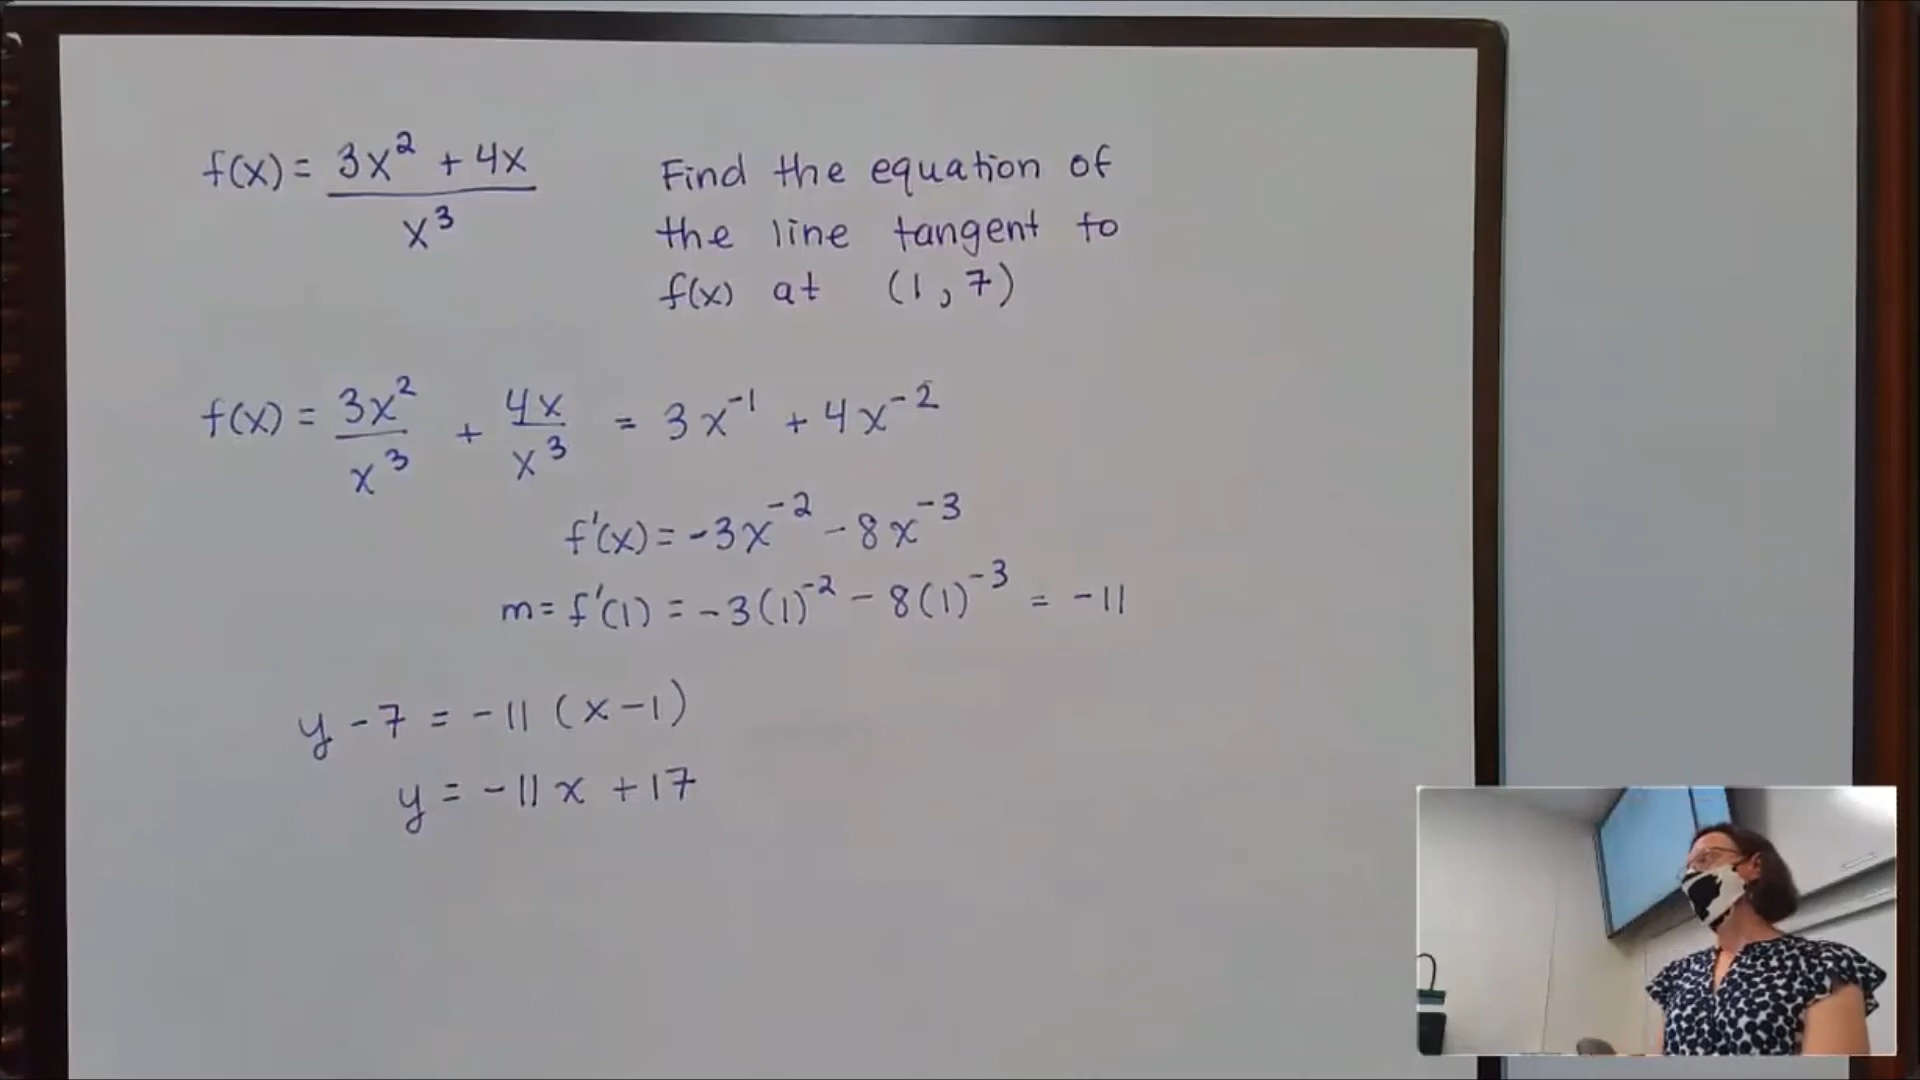 f(x) = 3x² + 4x / x³
Find the equation of
the line tangent to
f(x) at (1, 7)
f(x) = 3x² / x³ + 4x / x³ = 3x⁻¹ + 4x⁻²
f'(x) = -3x⁻² - 8x⁻³
m = f'(1) = -3(1)⁻² - 8(1)⁻³ = -11
y - 7 = -11 (x - 1)
y = -11x + 17